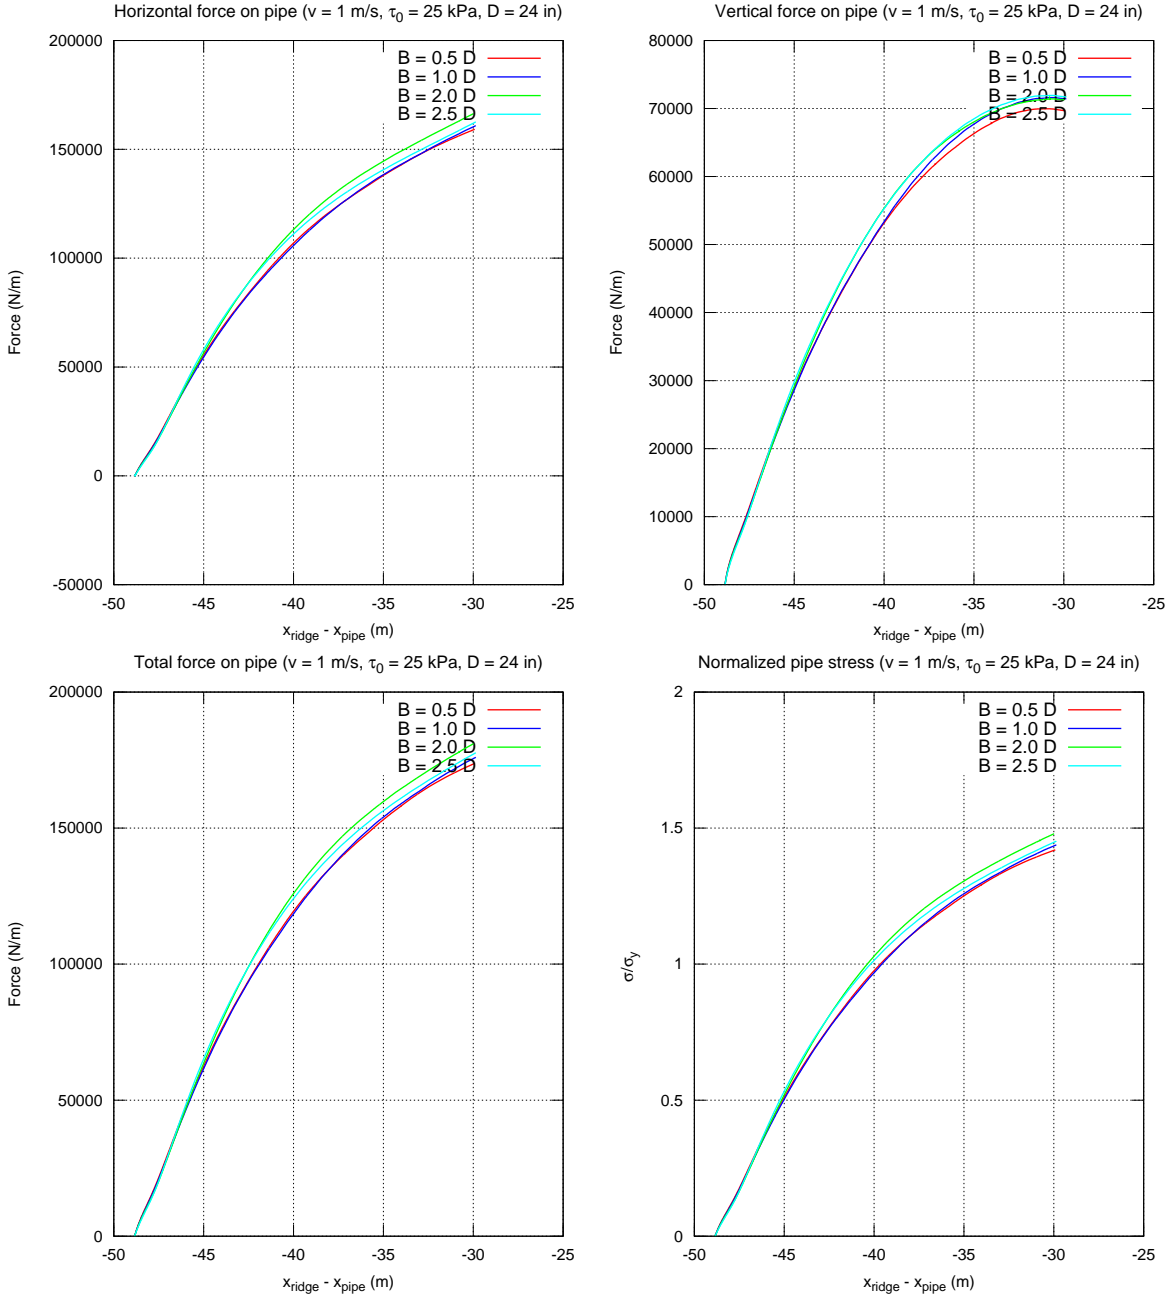 Horizontal force on pipe (v = 1 m/s, τ0 = 25 kPa, D = 24 in)
200000
150000
100000
50000
0
-50000
Force (N/m)
B = 0.5 D
B = 1.0 D
B = 2.0 D
B = 2.5 D
-50 -45 -40 -35 -30 -25
xridge - xpipe (m)
Vertical force on pipe (v = 1 m/s, τ0 = 25 kPa, D = 24 in)
80000
70000
60000
50000
40000
30000
20000
10000
0
Force (N/m)
B = 0.5 D
B = 1.0 D
B = 2.0 D
B = 2.5 D
-50 -45 -40 -35 -30 -25
xridge - xpipe (m)
Total force on pipe (v = 1 m/s, τ0 = 25 kPa, D = 24 in)
200000
150000
100000
50000
0
Force (N/m)
B = 0.5 D
B = 1.0 D
B = 2.0 D
B = 2.5 D
-50 -45 -40 -35 -30 -25
xridge - xpipe (m)
Normalized pipe stress (v = 1 m/s, τ0 = 25 kPa, D = 24 in)
2
1.5
1
0.5
0
σ/σy
B = 0.5 D
B = 1.0 D
B = 2.0 D
B = 2.5 D
-50 -45 -40 -35 -30 -25
xridge - xpipe (m)